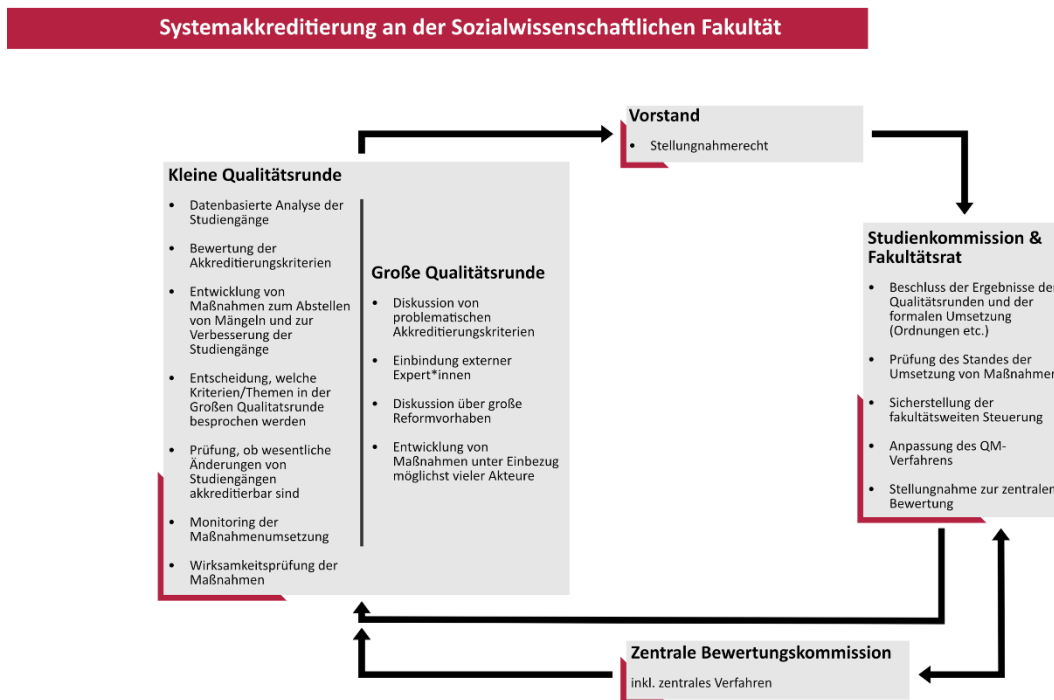 Systemakkreditierung an der Sozialwissenschaftlichen Fakultät
Vorstand
• Stellungnahmerecht
Kleine Qualitätsrunde
• Datenbasierte Analyse der
Studiengänge
• Bewertung der
Akkreditierungskriterien
• Entwicklung von
Maßnahmen zum Abstellen
von Mängeln und zur
Verbesserung der
Studiengänge
• Entscheidung, welche
Kriterien/Themen in der
Großen Qualitatsrunde
besprochen werden
• Prüfung, ob wesentliche
Änderungen von
Studiengängen
akkreditierbar sind
• Monitoring der
Maßnahmenumsetzung
• Wirksamkeitsprüfung der
Maßnahmen
Große Qualitätsrunde
• Diskussion von
problematischen
Akkreditierungskriterien
• Einbindung externer
Expert*innen
• Diskussion über große
Reformvorhaben
• Entwicklung von
Maßnahmen unter Einbezug
möglichst vieler Akteure
Studienkommission &
Fakultätsrat
• Beschluss der Ergebnisse der
Qualitätsrunden und der
formalen Umsetzung
(Ordnungen etc.)
• Prüfung des Standes der
Umsetzung von Maßnahmen
• Sicherstellung der
fakultätsweiten Steuerung
• Anpassung des QM-
Verfahrens
• Stellungnahme zur zentralen
Bewertung
Zentrale Bewertungskommission
inkl. zentrales Verfahren